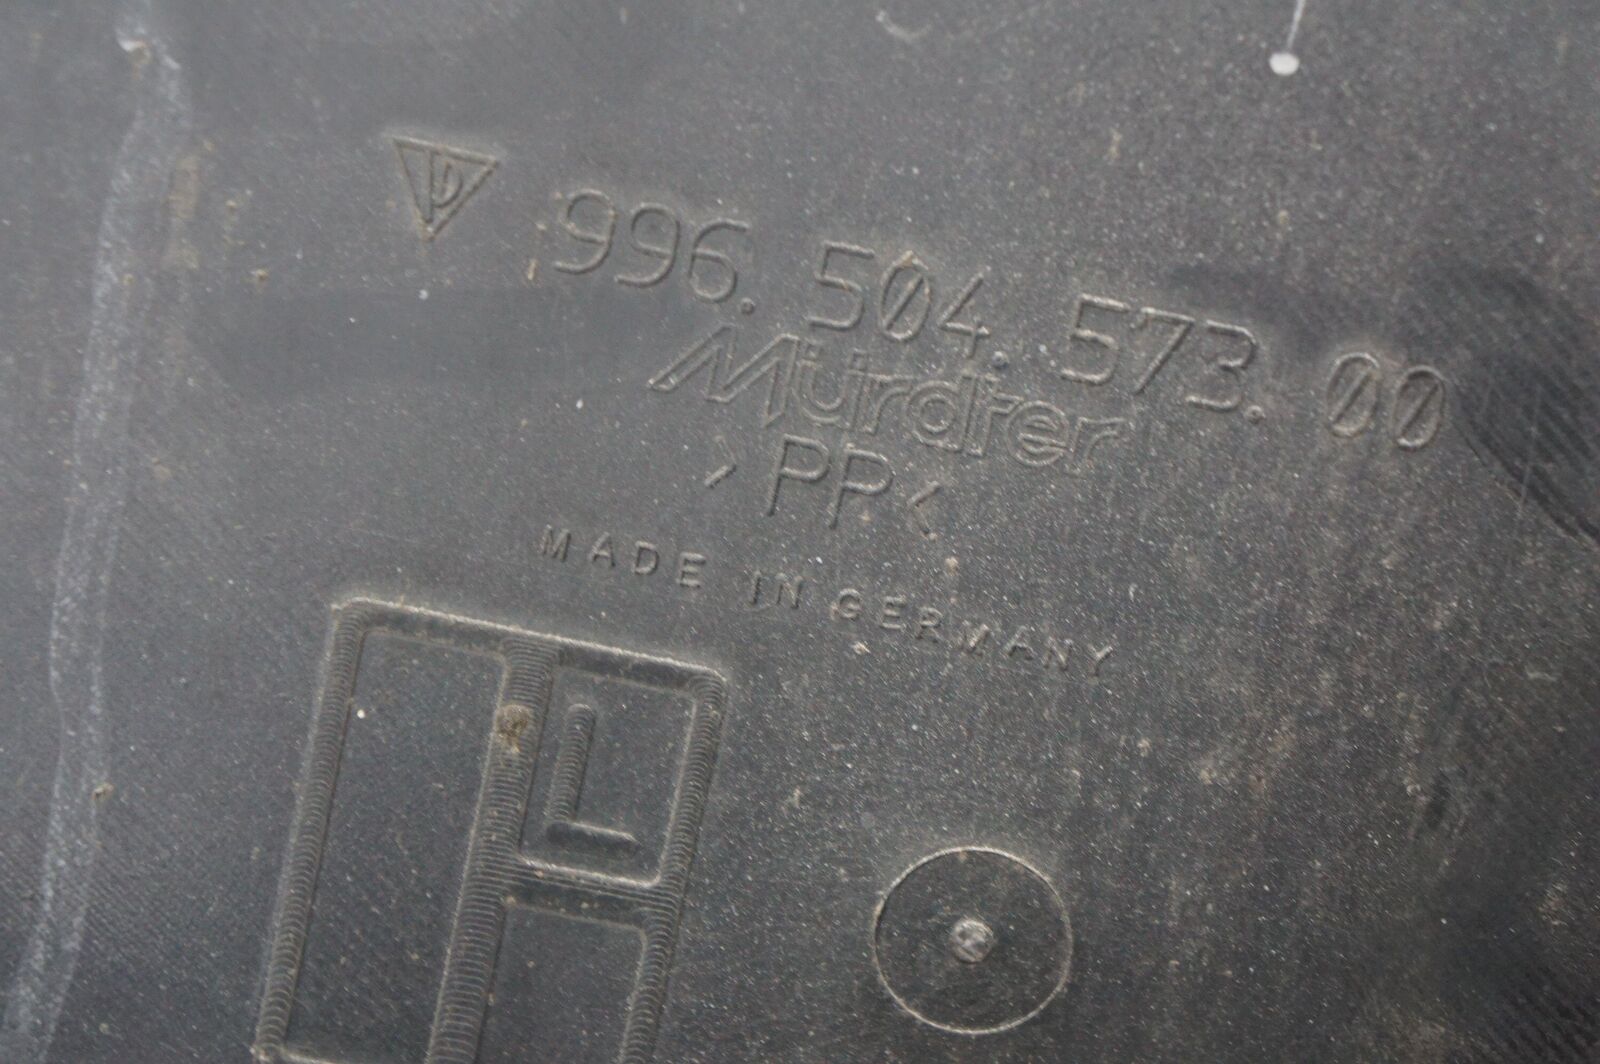 996.504.573.00
Mürdter
>PP<
MADE IN GERMANY
L